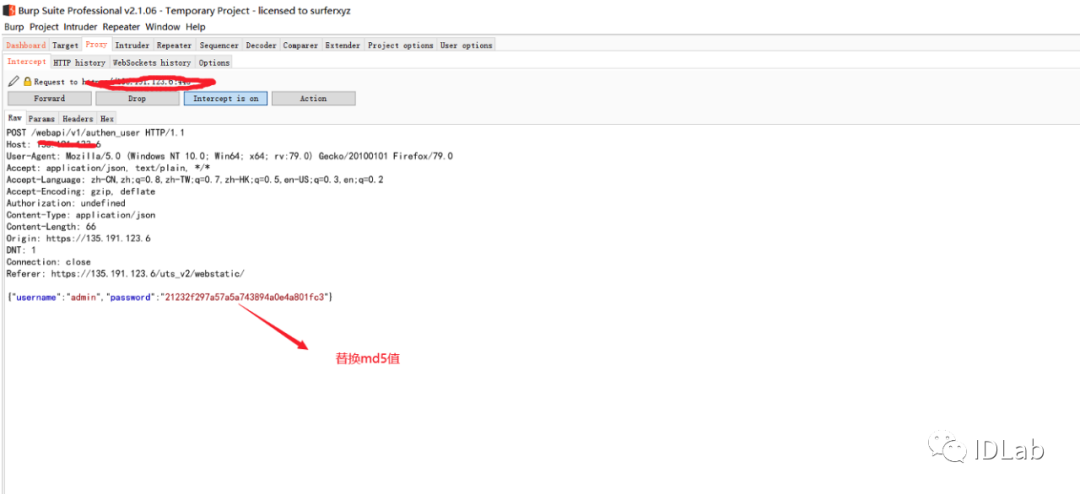 Burp Suite Professional v2.1.06 - Temporary Project - licensed to surferxyz
Burp Project Intruder Repeater Window Help
Dashboard Target Proxy Intruder Repeater Sequencer Decoder Comparer Extender Project options User options
Intercept HTTP history WebSockets history Options
Request to
Forward Drop Intercept is on Action
Raw Params Headers Hex
POST /webapi/v1/authen_user HTTP/1.1
Host:
User-Agent: Mozilla/5.0 (Windows NT 10.0; Win64; x64; rv:79.0) Gecko/20100101 Firefox/79.0
Accept: application/json, text/plain, */*
Accept-Language: zh-CN,zh;q=0.8,zh-TW;q=0.7,zh-HK;q=0.5,en-US;q=0.3,en;q=0.2
Accept-Encoding: gzip, deflate
Authorization: undefined
Content-Type: application/json
Content-Length: 66
Origin: https://135.191.123.6
DNT: 1
Connection: close
Referer: https://135.191.123.6/uts_v2/webstatic/
{"username":"admin","password":"21232f297a57a5a743894a0e4a801fc3"}
替换md5值
IDLab